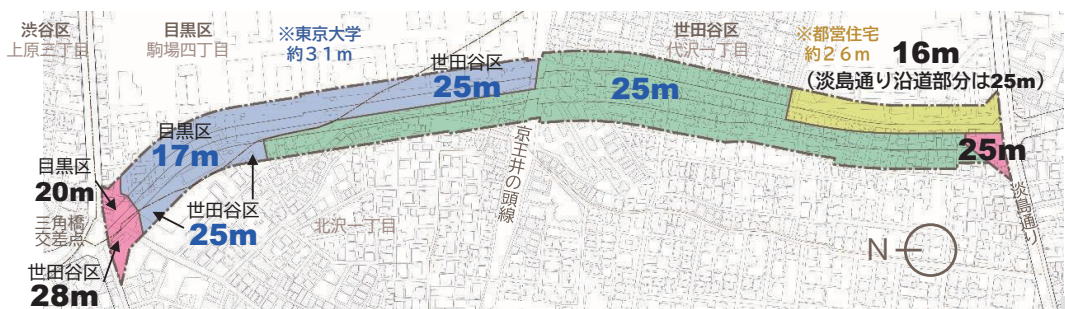 渋谷区
上原三丁目
目黒区
駒場四丁目
※東京大学
約31m
世田谷区
25m
世田谷区
代沢一丁目
※都営住宅
約26m
16m
(淡島通り沿道部分は25m)
25m
目黒区
17m
目黒区
20m
三角橋
交差点
世田谷区
25m
世田谷区
28m
北沢一丁目
京王井の頭線
25m
淡島通り
N